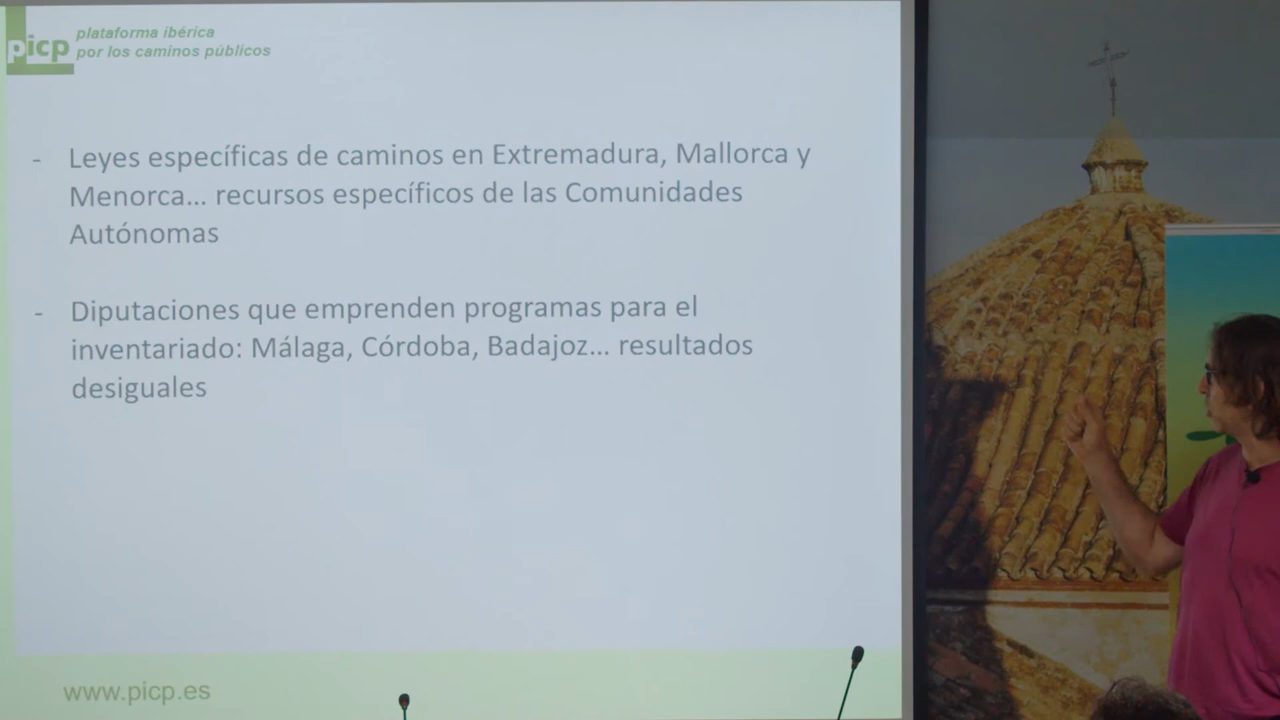 picp
plataforma ibérica
por los caminos públicos
- Leyes específicas de caminos en Extremadura, Mallorca y
Menorca... recursos específicos de las Comunidades
Autónomas
- Diputaciones que emprenden programas para el
inventariado: Málaga, Córdoba, Badajoz... resultados
desiguales
www.picp.es